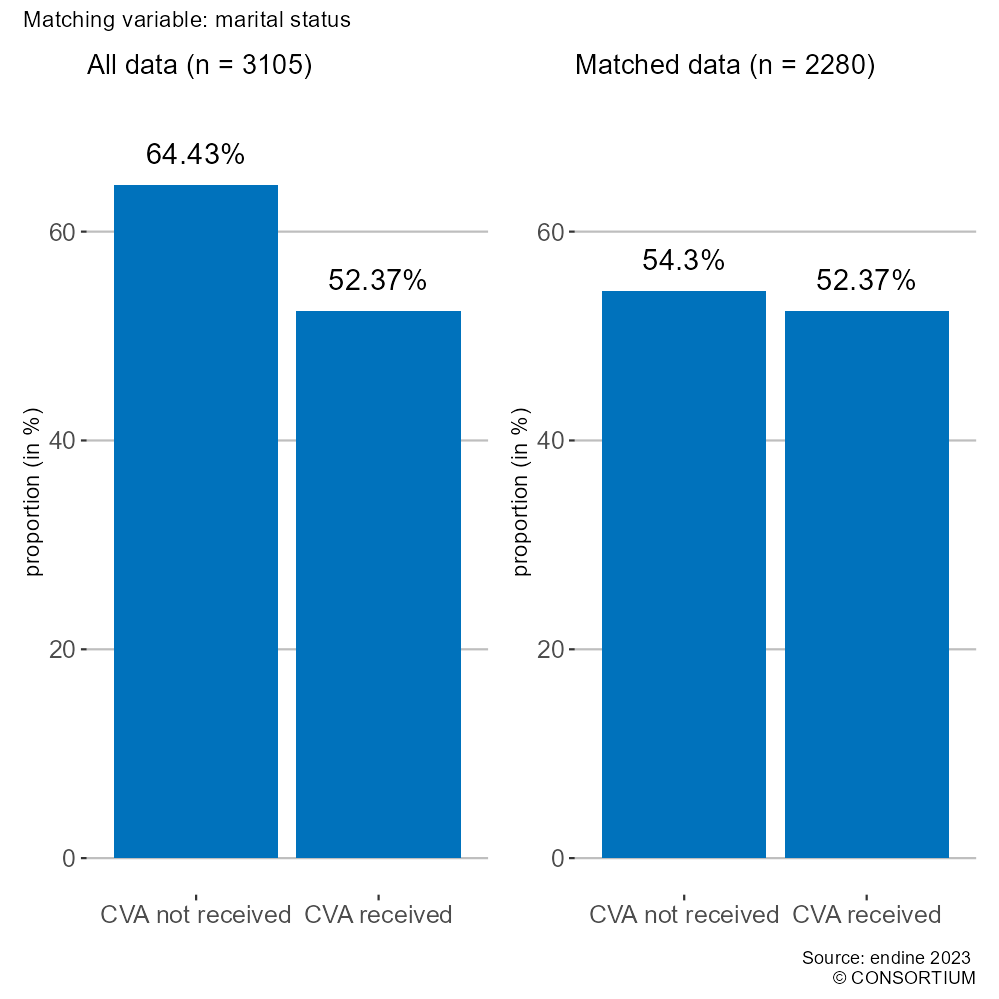 Matching variable: marital status
All data (n = 3105)
64.43%
52.37%
60
40
20
0
proportion (in %)
CVA not received
CVA received
Matched data (n = 2280)
54.3%
52.37%
60
40
20
0
proportion (in %)
CVA not received
CVA received
Source: endine 2023
© CONSORTIUM